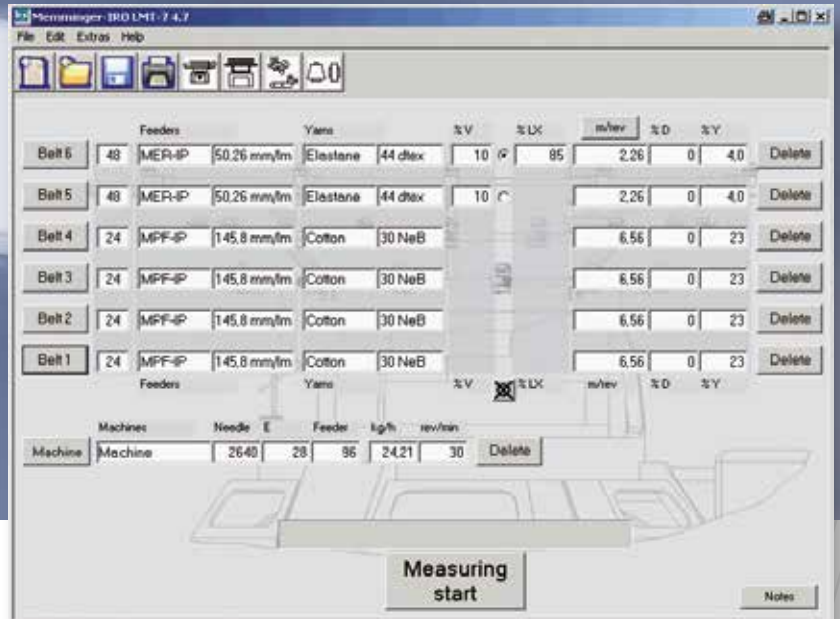 Memminger-IRO LMT-7 4.7
File Edit Extras Help
Feeders Yarns % V % LX m/rev % D % Y
Belt 6 48 MER-IP 50,26 mm/lm Elastane 44 dtex 10 85 2,26 0 4,0 Delete
Belt 5 48 MER-IP 50,26 mm/lm Elastane 44 dtex 10 2,26 0 4,0 Delete
Belt 4 24 MPF-IP 145,8 mm/lm Cotton 30 NeB 6,56 0 23 Delete
Belt 3 24 MPF-IP 145,8 mm/lm Cotton 30 NeB 6,56 0 23 Delete
Belt 2 24 MPF-IP 145,8 mm/lm Cotton 30 NeB 6,56 0 23 Delete
Belt 1 24 MPF-IP 145,8 mm/lm Cotton 30 NeB 6,56 0 23 Delete
Feeders Yarns % V % LX m/rev % D % Y
Machines Needle E Feeder kg/h rev/min
Machine Machine 2640 28 96 24,21 30 Delete
Measuring
start
Notes